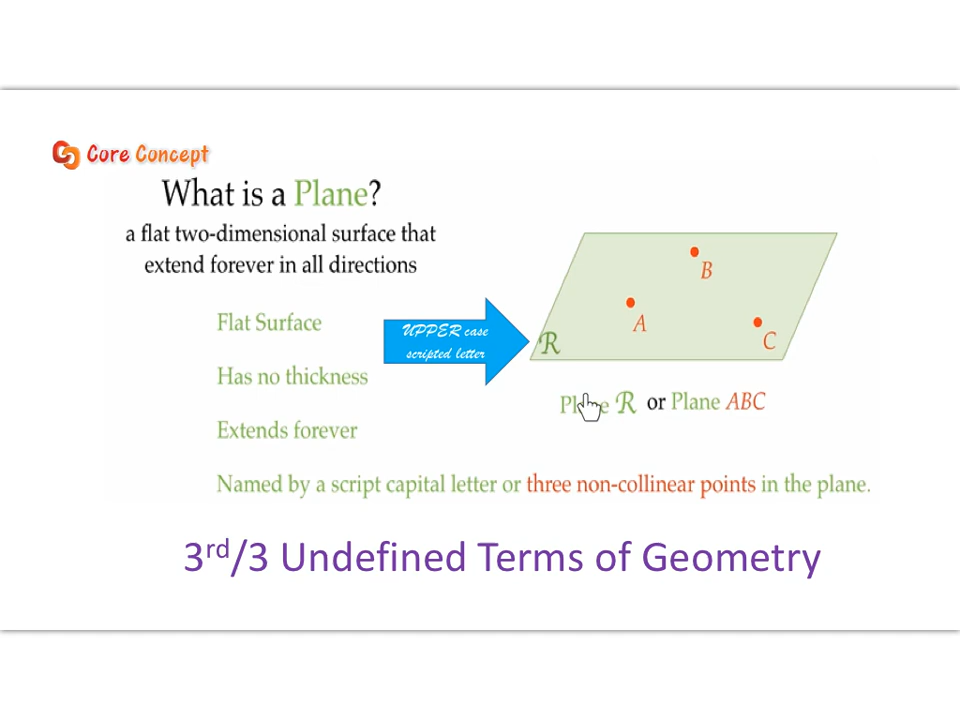 Core Concept
What is a Plane?
a flat two-dimensional surface that
extend forever in all directions
Flat Surface
Has no thickness
Extends forever
UPPER case
scripted letter
B
A
C
ℛ
Plane ℛ or Plane ABC
Named by a script capital letter or three non-collinear points in the plane.
3rd/3 Undefined Terms of Geometry